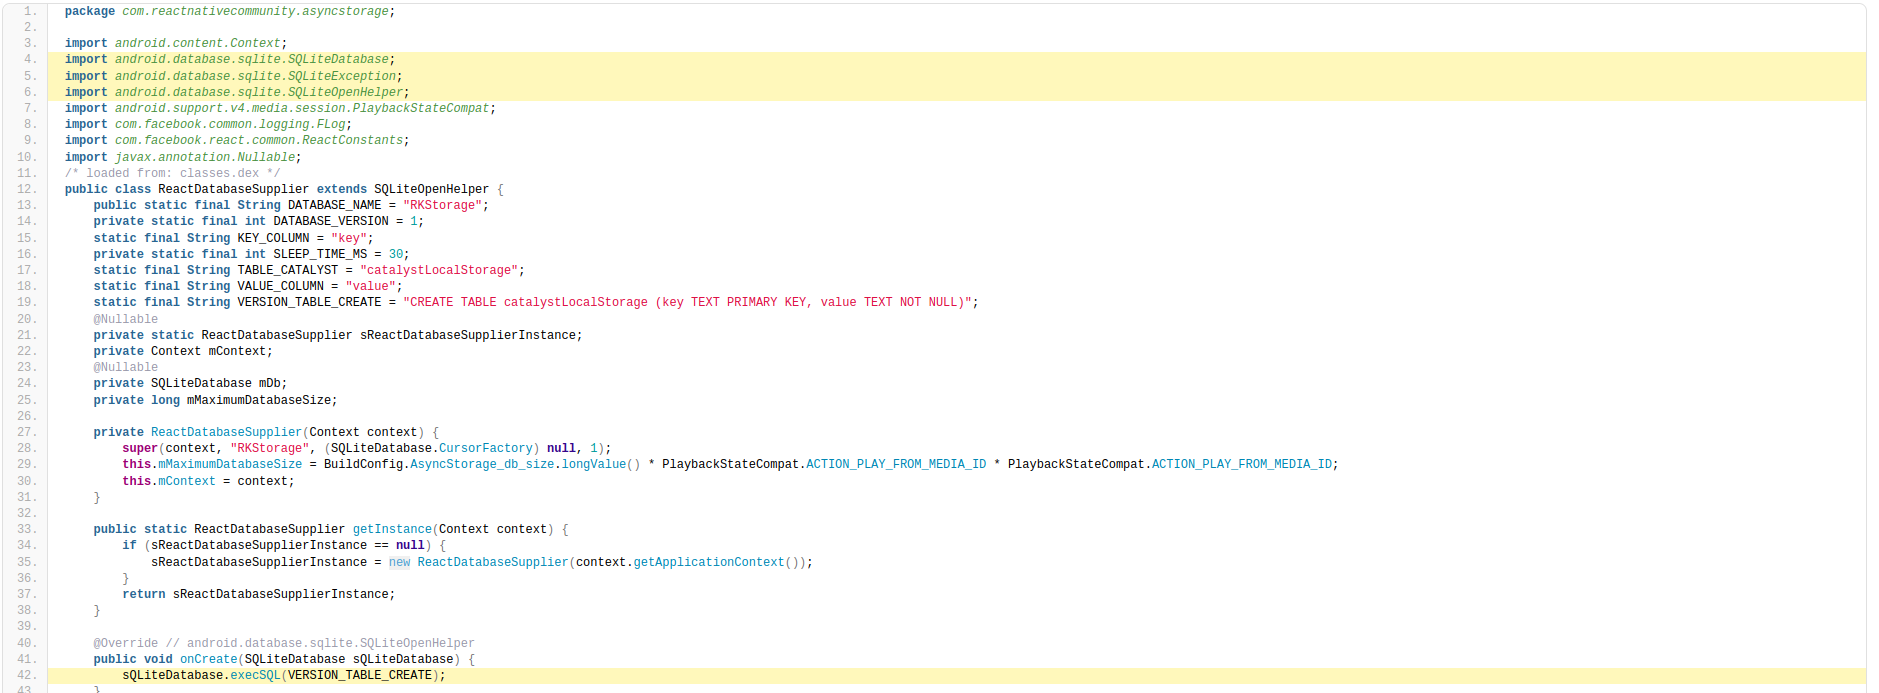 1. package com.reactnativecommunity.asyncstorage;
2.
3. import android.content.Context;
4. import android.database.sqlite.SQLiteDatabase;
5. import android.database.sqlite.SQLiteException;
6. import android.database.sqlite.SQLiteOpenHelper;
7. import android.support.v4.media.session.PlaybackStateCompat;
8. import com.facebook.common.logging.FLog;
9. import com.facebook.react.common.ReactConstants;
10. import javax.annotation.Nullable;
11. /* loaded from: classes.dex */
12. public class ReactDatabaseSupplier extends SQLiteOpenHelper {
13.     public static final String DATABASE_NAME = "RKStorage";
14.     private static final int DATABASE_VERSION = 1;
15.     static final String KEY_COLUMN = "key";
16.     private static final int SLEEP_TIME_MS = 30;
17.     static final String TABLE_CATALYST = "catalystLocalStorage";
18.     static final String VALUE_COLUMN = "value";
19.     static final String VERSION_TABLE_CREATE = "CREATE TABLE catalystLocalStorage (key TEXT PRIMARY KEY, value TEXT NOT NULL)";
20.     @Nullable
21.     private static ReactDatabaseSupplier sReactDatabaseSupplierInstance;
22.     private Context mContext;
23.     @Nullable
24.     private SQLiteDatabase mDb;
25.     private long mMaximumDatabaseSize;
26.
27.     private ReactDatabaseSupplier(Context context) {
28.         super(context, "RKStorage", (SQLiteDatabase.CursorFactory) null, 1);
29.         this.mMaximumDatabaseSize = BuildConfig.AsyncStorage_db_size.longValue() * PlaybackStateCompat.ACTION_PLAY_FROM_MEDIA_ID * PlaybackStateCompat.ACTION_PLAY_FROM_MEDIA_ID;
30.         this.mContext = context;
31.     }
32.
33.     public static ReactDatabaseSupplier getInstance(Context context) {
34.         if (sReactDatabaseSupplierInstance == null) {
35.             sReactDatabaseSupplierInstance = new ReactDatabaseSupplier(context.getApplicationContext());
36.         }
37.         return sReactDatabaseSupplierInstance;
38.     }
39.
40.     @Override // android.database.sqlite.SQLiteOpenHelper
41.     public void onCreate(SQLiteDatabase sQLiteDatabase) {
42.         sQLiteDatabase.execSQL(VERSION_TABLE_CREATE);
43.     }